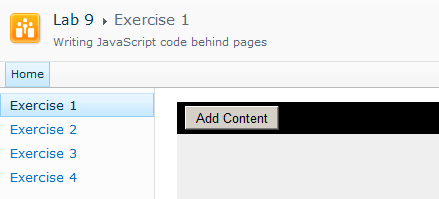 Lab 9 ▸ Exercise 1
Writing JavaScript code behind pages
Home
Exercise 1
Exercise 2
Exercise 3
Exercise 4
Add Content